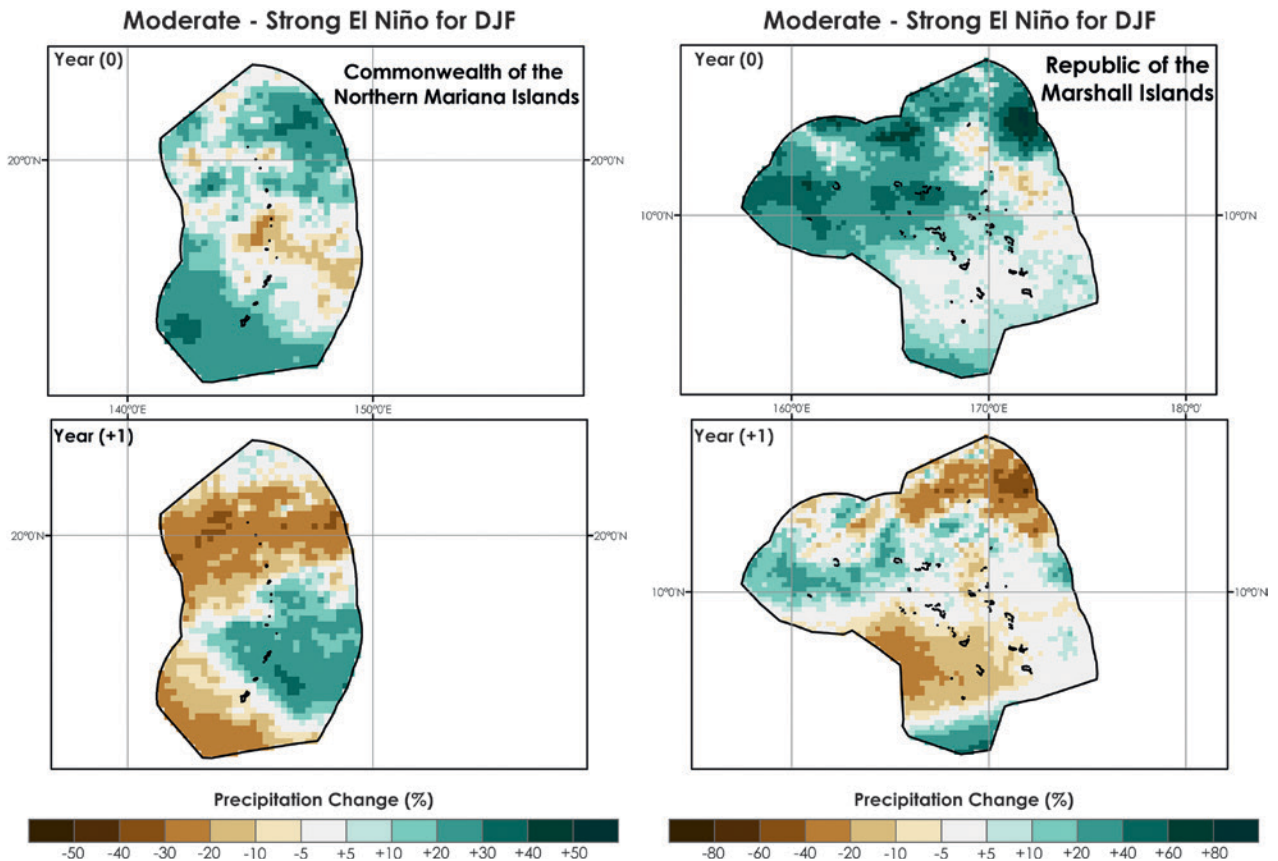 Moderate - Strong El Niño for DJF
Year (0)
Commonwealth of the
Northern Mariana Islands
20°0'N
20°0'N
140°0'E
150°0'E
Year (+1)
20°0'N
20°0'N
Precipitation Change (%)
-50 -40 -30 -20 -10 -5 +5 +10 +20 +30 +40 +50
Moderate - Strong El Niño for DJF
Year (0)
Republic of the
Marshall Islands
10°0'N
10°0'N
160°0'E
170°0'E
180°0'
Year (+1)
10°0'N
10°0'N
Precipitation Change (%)
-80 -60 -40 -20 -10 -5 +5 +10 +20 +40 +60 +80